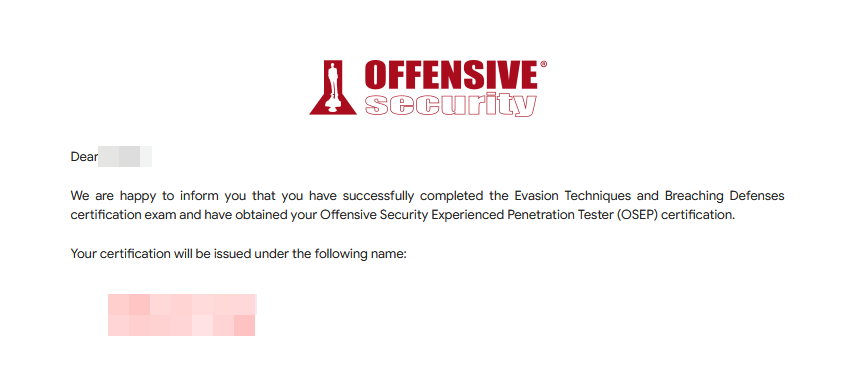 OFFENSIVE®
security
Dear
We are happy to inform you that you have successfully completed the Evasion Techniques and Breaching Defenses
certification exam and have obtained your Offensive Security Experienced Penetration Tester (OSEP) certification.
Your certification will be issued under the following name: